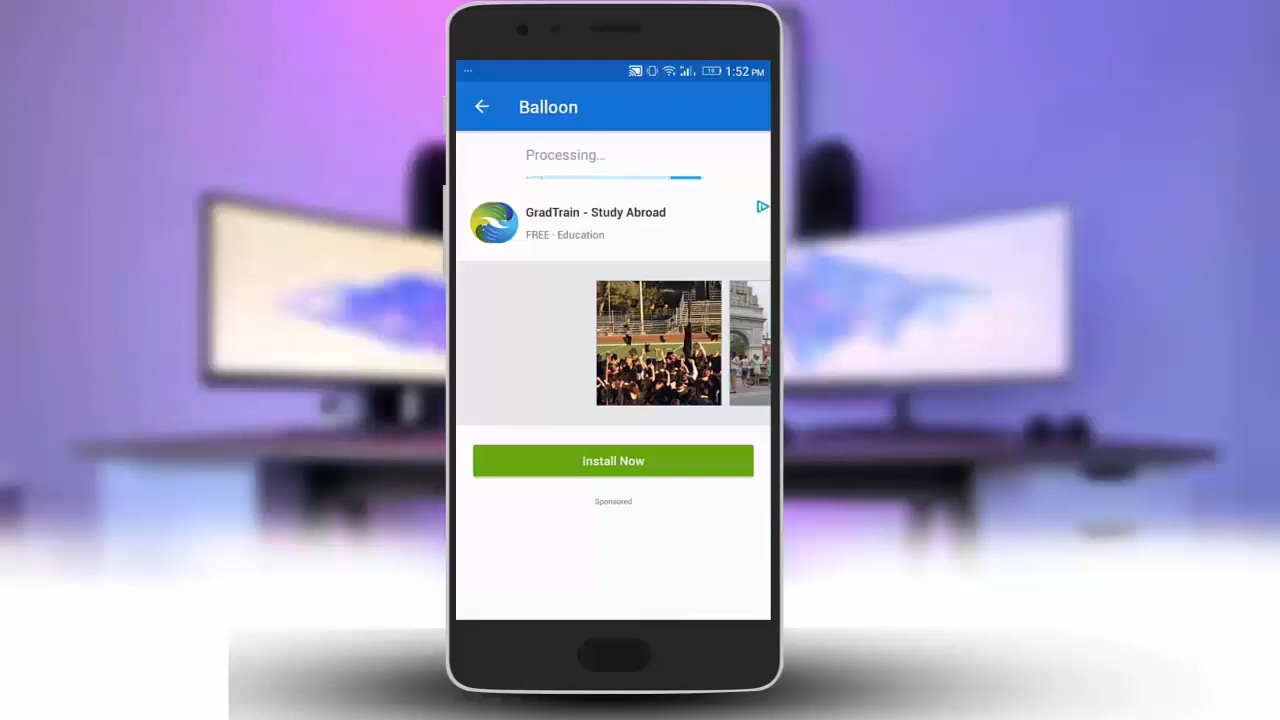 1:52 PM
Balloon
Processing...
GradTrain - Study Abroad
FREE · Education
Install Now
Sponsored